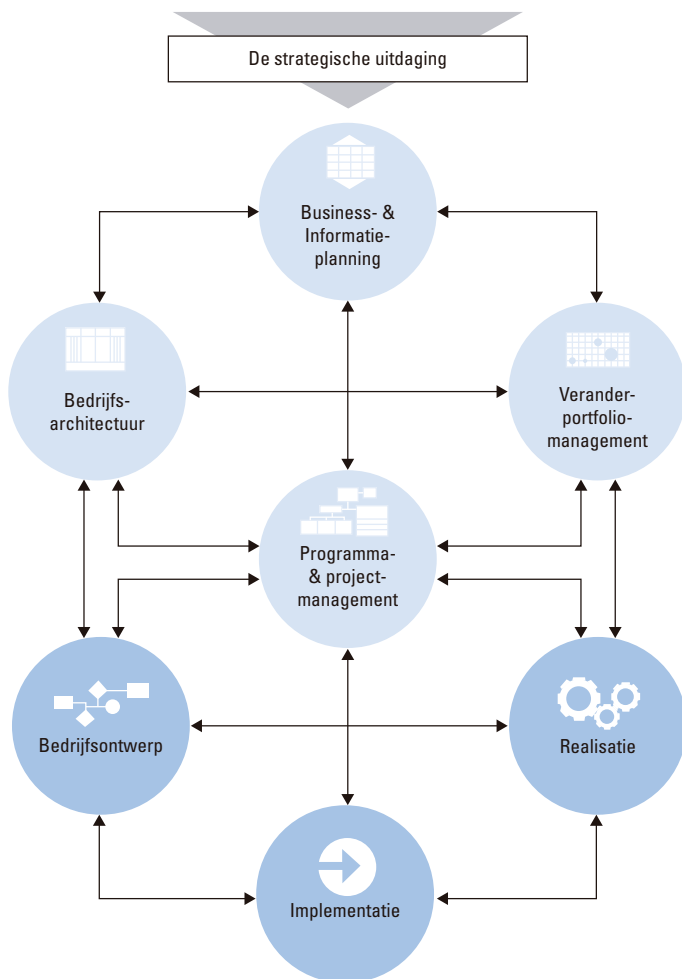 De strategische uitdaging
Business- &
Informatie-
planning
Bedrijfs-
architectuur
Verander-
portfolio-
management
Programma-
& project-
management
Bedrijfsontwerp
Realisatie
Implementatie